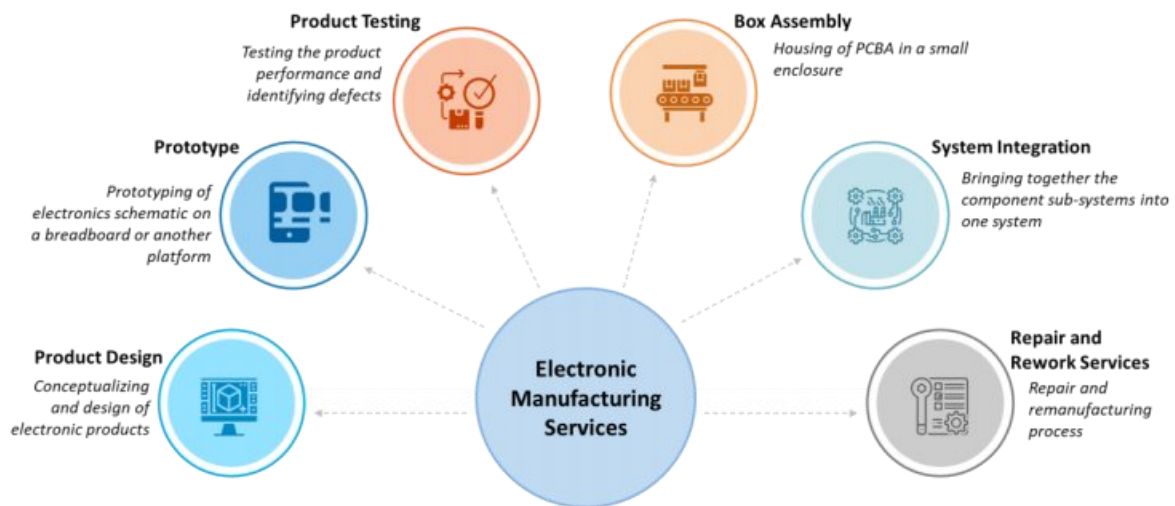 Product Testing
Testing the product
performance and
identifying defects
Box Assembly
Housing of PCBA in a small
enclosure
Prototype
Prototyping of
electronics schematic on
a breadboard or another
platform
System Integration
Bringing together the
component sub-systems into
one system
Product Design
Conceptualizing
and design of
electronic products
Electronic
Manufacturing
Services
Repair and
Rework Services
Repair and
remanufacturing
process